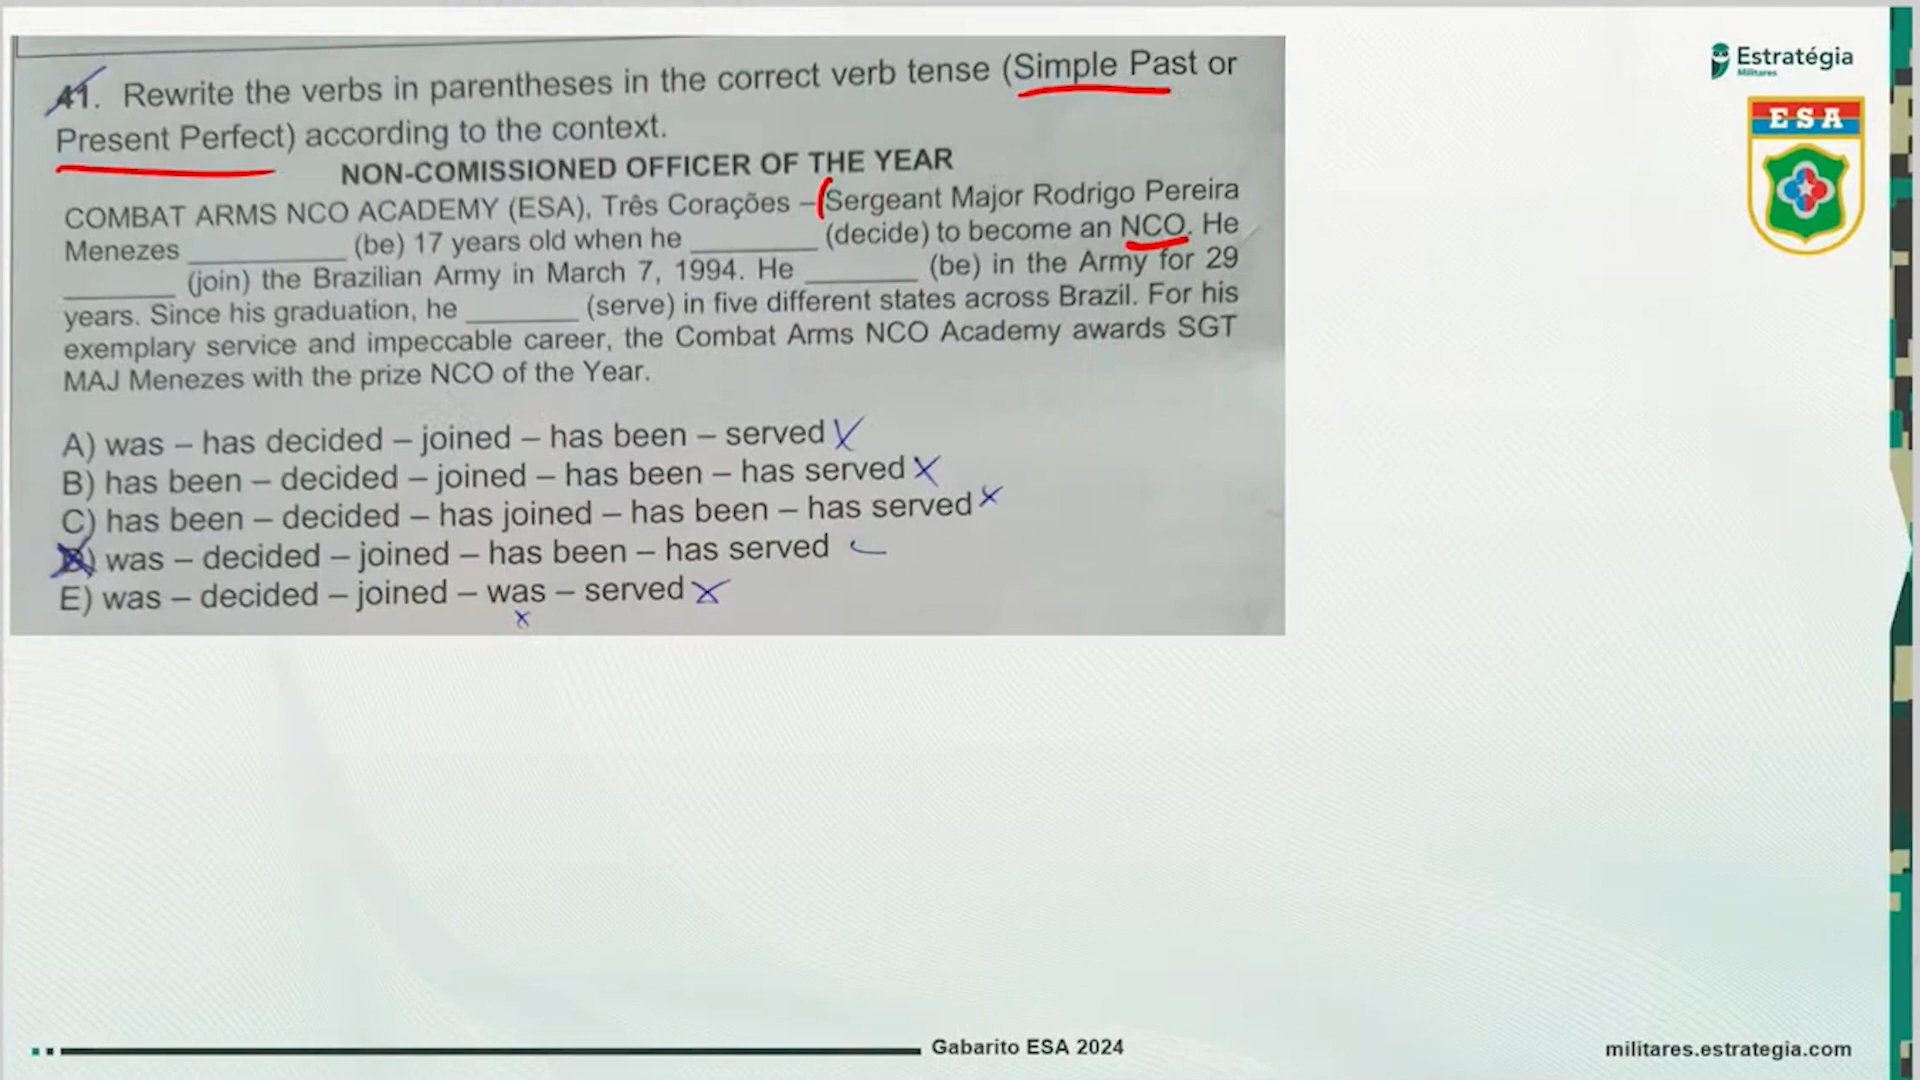 41. Rewrite the verbs in parentheses in the correct verb tense (Simple Past or
Present Perfect) according to the context.
NON-COMISSIONED OFFICER OF THE YEAR
COMBAT ARMS NCO ACADEMY (ESA), Três Corações – Sergeant Major Rodrigo Pereira
Menezes __________ (be) 17 years old when he ________ (decide) to become an NCO. He
_______ (join) the Brazilian Army in March 7, 1994. He _______ (be) in the Army for 29
years. Since his graduation, he _______ (serve) in five different states across Brazil. For his
exemplary service and impeccable career, the Combat Arms NCO Academy awards SGT
MAJ Menezes with the prize NCO of the Year.
A) was – has decided – joined – has been – served
B) has been – decided – joined – has been – has served
C) has been – decided – has joined – has been – has served
D) was – decided – joined – has been – has served
E) was – decided – joined – was – served
Estratégia
Militares
ESA
Gabarito ESA 2024
militares.estrategia.com